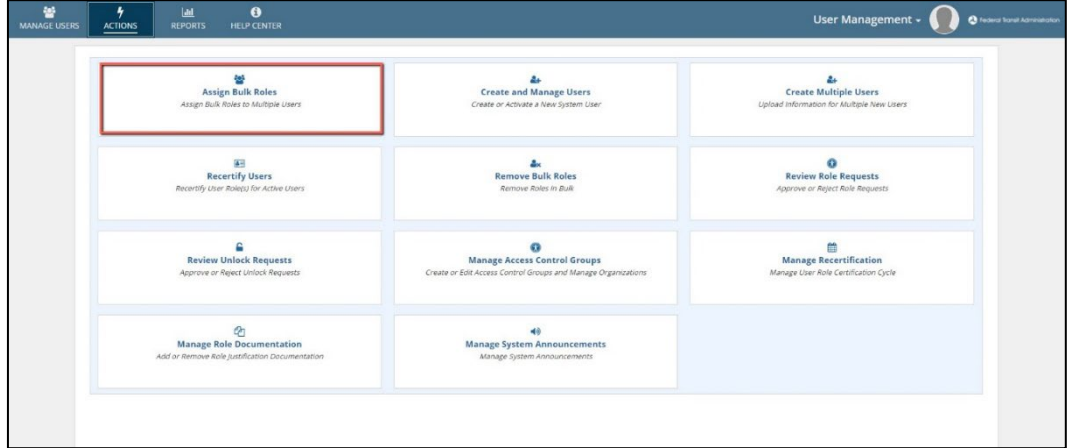 MANAGE USERS
ACTIONS
REPORTS
HELP CENTER
User Management
Federal Transit Administration
Assign Bulk Roles
Assign Bulk Roles to Multiple Users
Create and Manage Users
Create or Activate a New System User
Create Multiple Users
Upload Information for Multiple New Users
Recertify Users
Recertify User Role(s) for Active Users
Remove Bulk Roles
Remove Roles in Bulk
Review Role Requests
Approve or Reject Role Requests
Review Unlock Requests
Approve or Reject Unlock Requests
Manage Access Control Groups
Create or Edit Access Control Groups and Manage Organizations
Manage Recertification
Manage User Role Certification Cycle
Manage Role Documentation
Add or Remove Role Justification Documentation
Manage System Announcements
Manage System Announcements